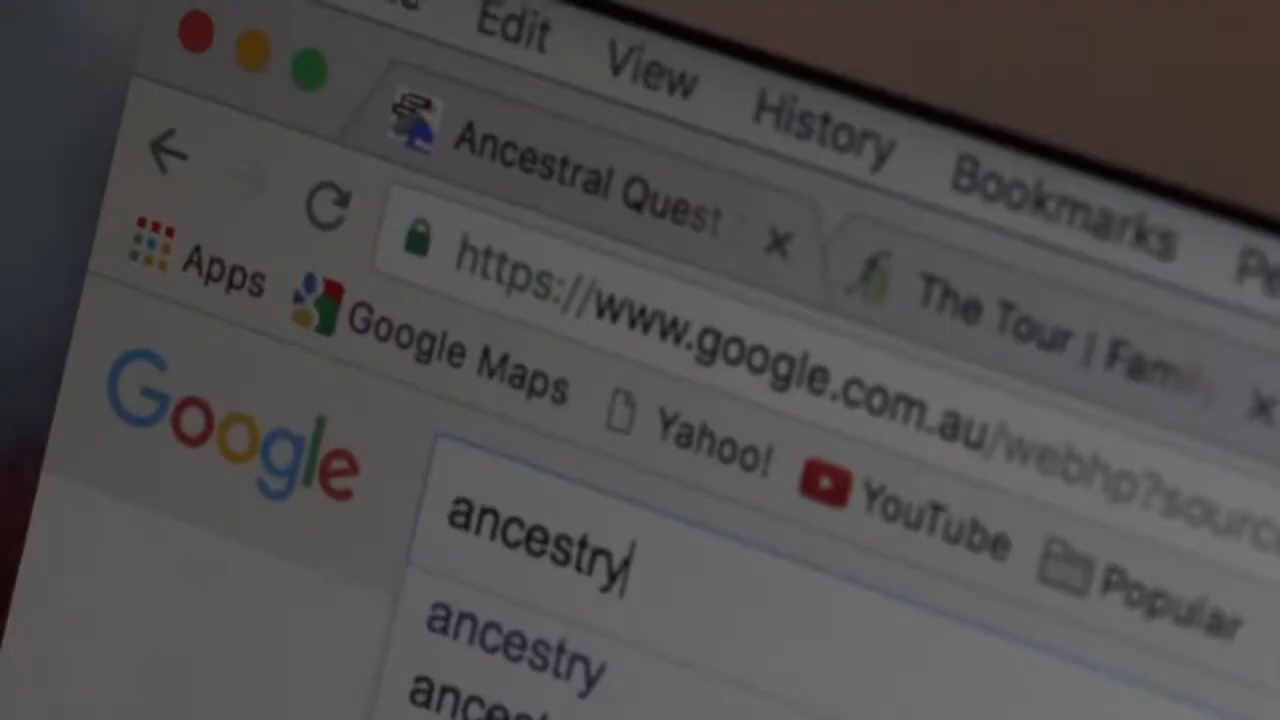 Edit View History Bookmarks
Ancestral Quest The Tour | Family
https://www.google.com.au/webhp?sourc
Apps Google Maps Yahoo! YouTube Popular
Google
ancestry
ancestry